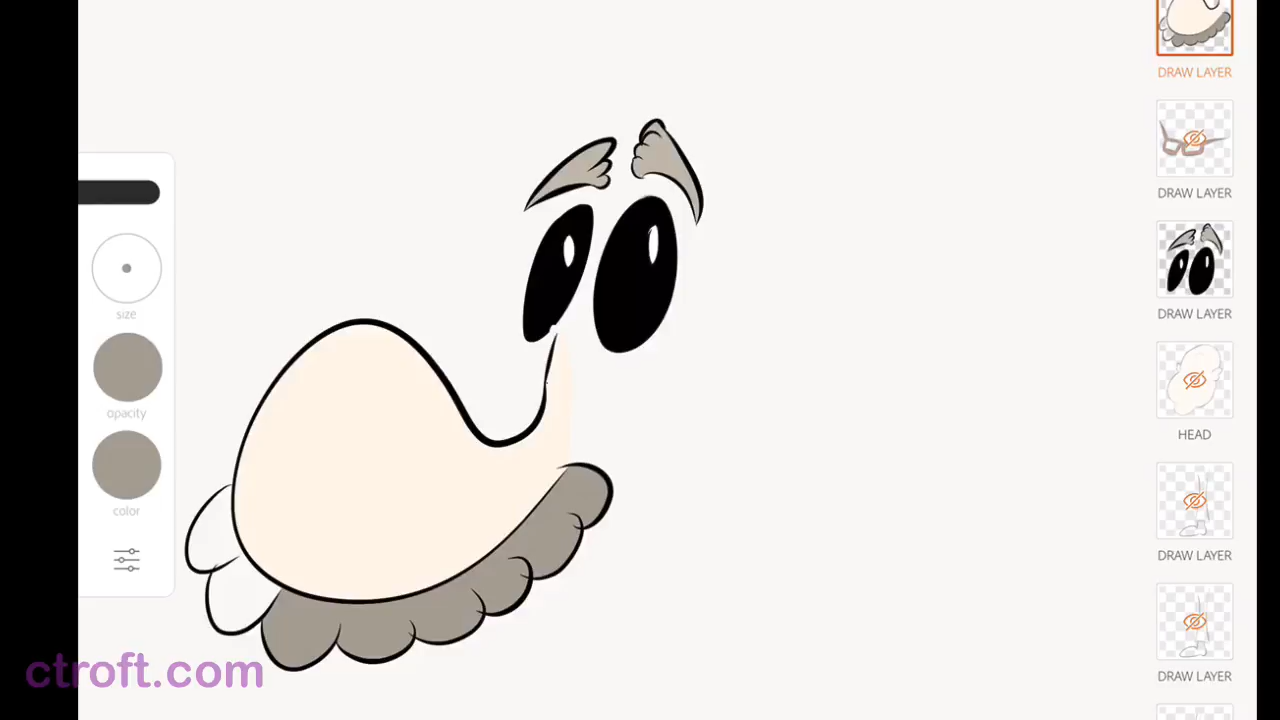 DRAW LAYER
DRAW LAYER
size
DRAW LAYER
opacity
HEAD
color
DRAW LAYER
DRAW LAYER
ctroft.com